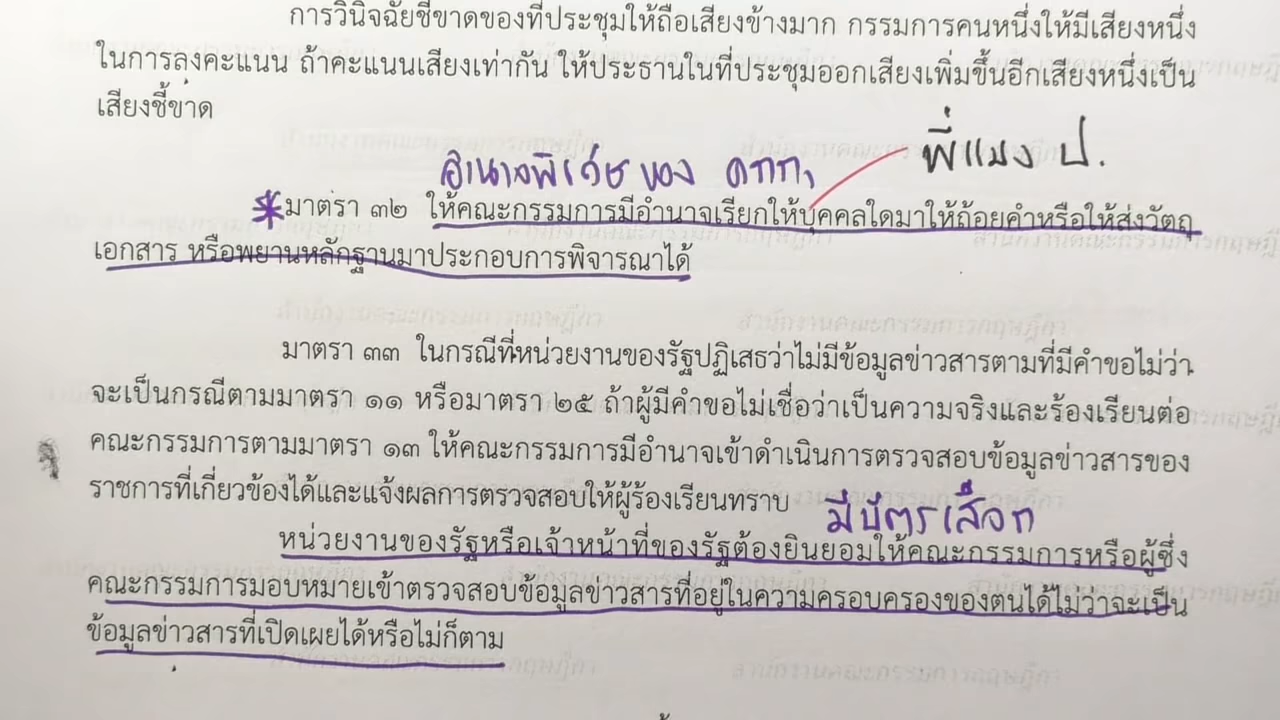 การวินิจฉัยชี้ขาดของที่ประชุมให้ถือเสียงข้างมาก กรรมการคนหนึ่งให้มีเสียงหนึ่ง
ในการลงคะแนน ถ้าคะแนนเสียงเท่ากัน ให้ประธานในที่ประชุมออกเสียงเพิ่มขึ้นอีกเสียงหนึ่งเป็น
เสียงชี้ขาด
พี่แมง ป.
อำนาจพิเศษ ของ คกก.
มาตรา ๓๒ ให้คณะกรรมการมีอำนาจเรียกให้บุคคลใดมาให้ถ้อยคำหรือให้ส่งวัตถุ
เอกสาร หรือพยานหลักฐานมาประกอบการพิจารณาได้
มาตรา ๓๓ ในกรณีที่หน่วยงานของรัฐปฏิเสธว่าไม่มีข้อมูลข่าวสารตามที่มีคำขอไม่ว่า
จะเป็นกรณีตามมาตรา ๑๑ หรือมาตรา ๒๕ ถ้าผู้มีคำขอไม่เชื่อว่าเป็นความจริงและร้องเรียนต่อ
คณะกรรมการตามมาตรา ๑๓ ให้คณะกรรมการมีอำนาจเข้าดำเนินการตรวจสอบข้อมูลข่าวสารของ
ราชการที่เกี่ยวข้องได้และแจ้งผลการตรวจสอบให้ผู้ร้องเรียนทราบ
มีบัตรเสือก
หน่วยงานของรัฐหรือเจ้าหน้าที่ของรัฐต้องยินยอมให้คณะกรรมการหรือผู้ซึ่ง
คณะกรรมการมอบหมายเข้าตรวจสอบข้อมูลข่าวสารที่อยู่ในความครอบครองของตนได้ไม่ว่าจะเป็น
ข้อมูลข่าวสารที่เปิดเผยได้หรือไม่ก็ตาม